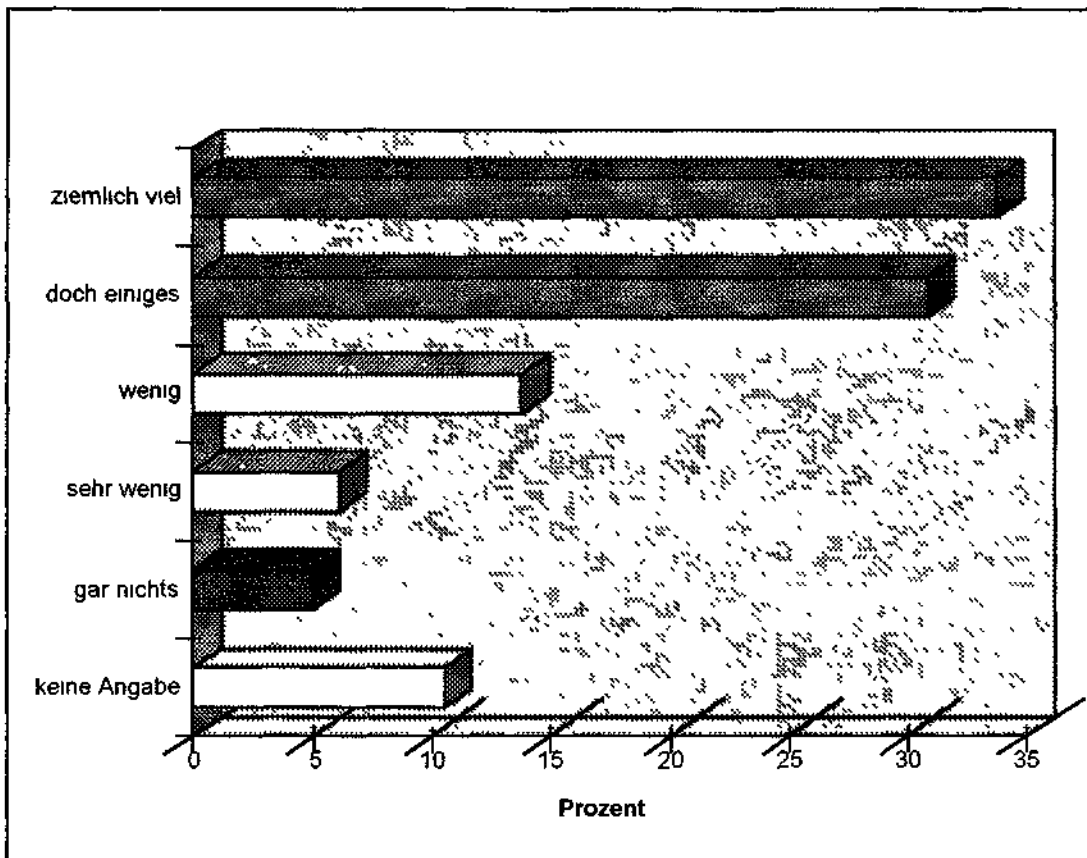 ziemlich viel
doch einiges
wenig
sehr wenig
gar nichts
keine Angabe
0 5 10 15 20 25 30 35
Prozent